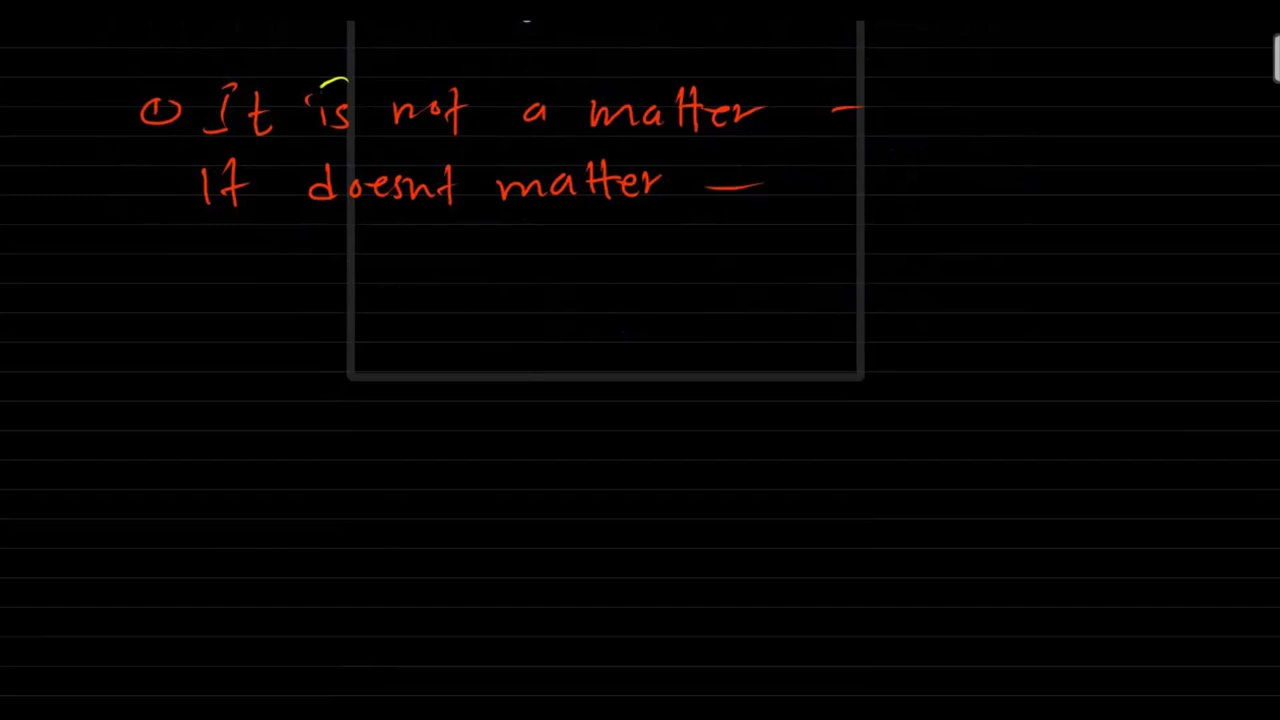 ① It is not a matter -
It doesnt matter —